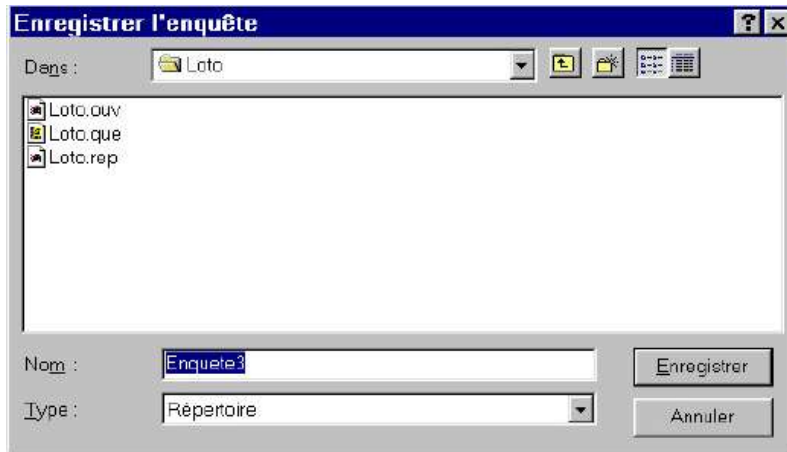 Enregistrer l'enquête
Dans :
Loto
Loto.ouv
Loto.que
Loto.rep
Nom :
Enquete3
Enregistrer
Type :
Répertoire
Annuler